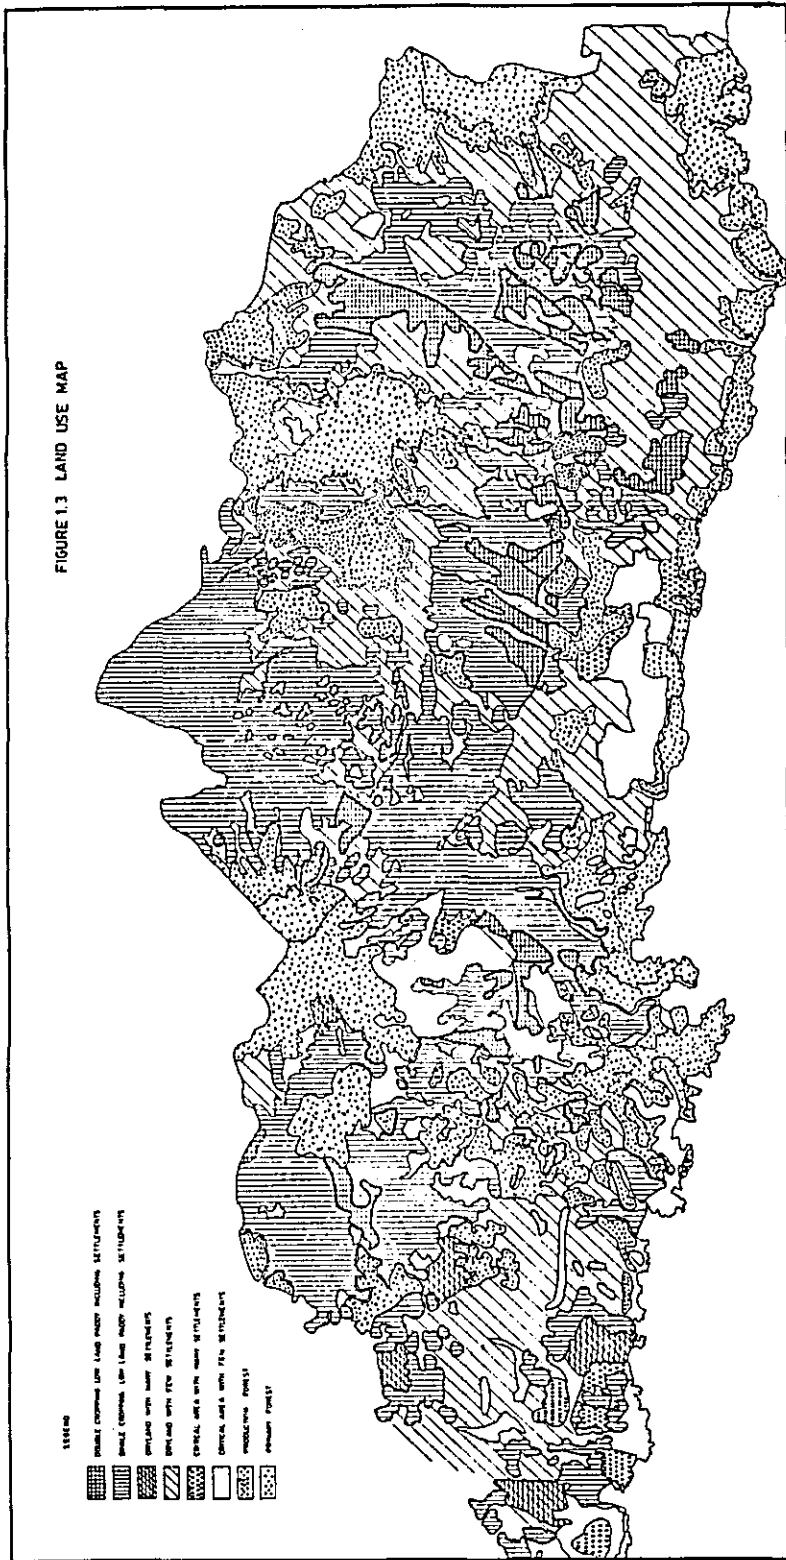 FIGURE 1.3 LAND USE MAP
LEGEND
DOUBLE CROPPING LOW LAND PADDY INCLUDING SETTLEMENTS
SINGLE CROPPING LOW LAND PADDY INCLUDING SETTLEMENTS
DRYLAND WITH MANY SETTLEMENTS
DRYLAND WITH FEW SETTLEMENTS
CRITICAL AREA WITH MANY SETTLEMENTS
CRITICAL AREA WITH FEW SETTLEMENTS
PRODUCTION FOREST
PRIMARY FOREST